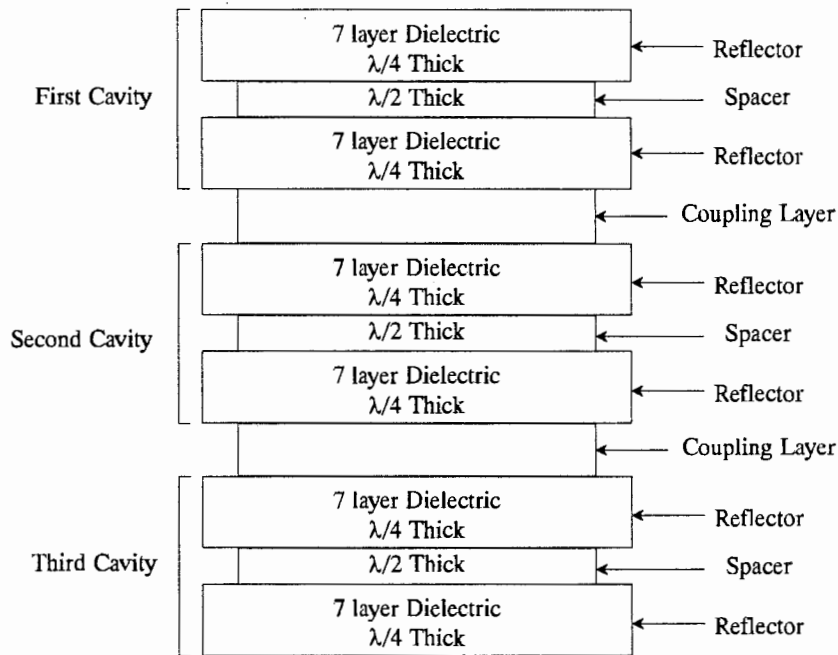 7 layer Dielectric
λ/4 Thick
Reflector
First Cavity
λ/2 Thick
Spacer
7 layer Dielectric
λ/4 Thick
Reflector
Coupling Layer
7 layer Dielectric
λ/4 Thick
Reflector
Second Cavity
λ/2 Thick
Spacer
7 layer Dielectric
λ/4 Thick
Reflector
Coupling Layer
7 layer Dielectric
λ/4 Thick
Reflector
Third Cavity
λ/2 Thick
Spacer
7 layer Dielectric
λ/4 Thick
Reflector